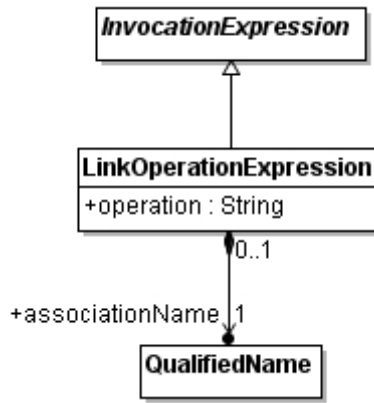 InvocationExpression
LinkOperationExpression
+operation : String
0..1
+associationName 1
QualifiedName